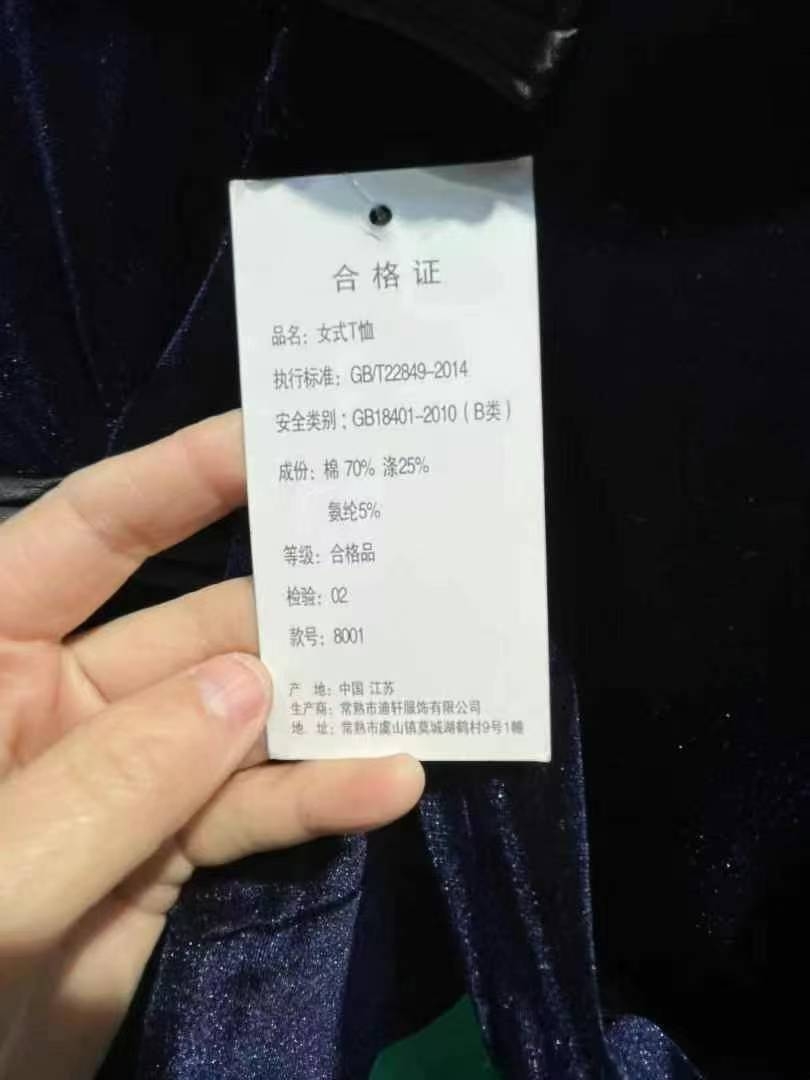 合格证
品名：女式T恤
执行标准：GB/T22849-2014
安全类别：GB18401-2010（B类）
成份：棉 70% 涤25%
氨纶5%
等级：合格品
检验：02
款号：8001
产 地：中国 江苏
生产商：常熟市迪轩服饰有限公司
地 址：常熟市虞山镇莫城湖鹤村9号1幢